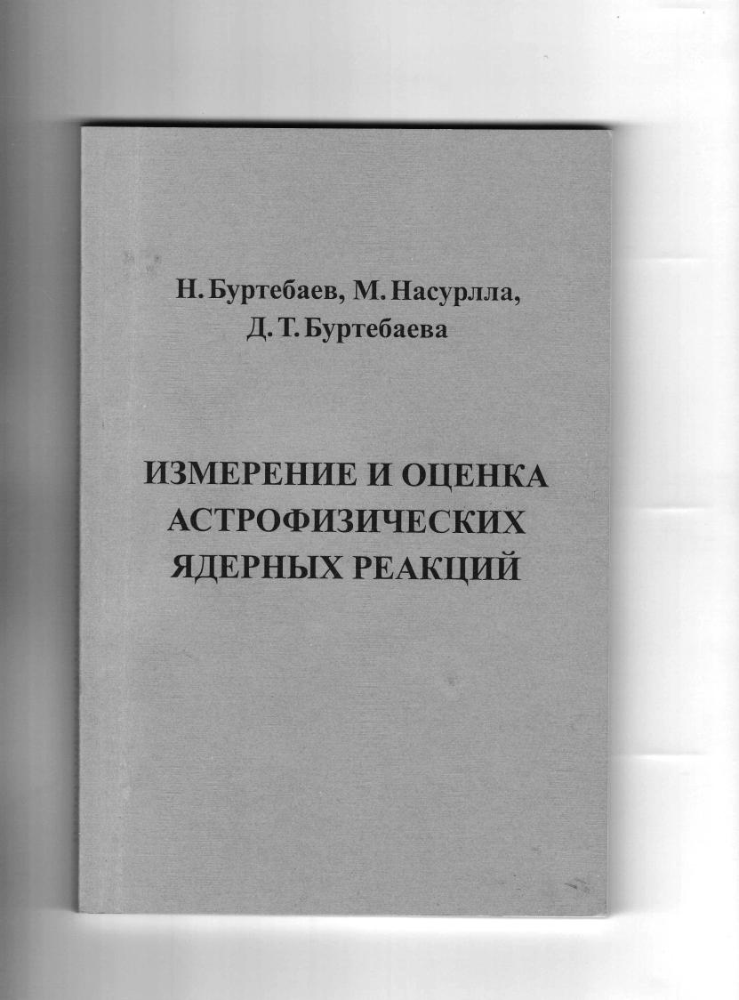 Н. Буртебаев, М. Насурлла,
Д. Т. Буртебаева
ИЗМЕРЕНИЕ И ОЦЕНКА
АСТРОФИЗИЧЕСКИХ
ЯДЕРНЫХ РЕАКЦИЙ